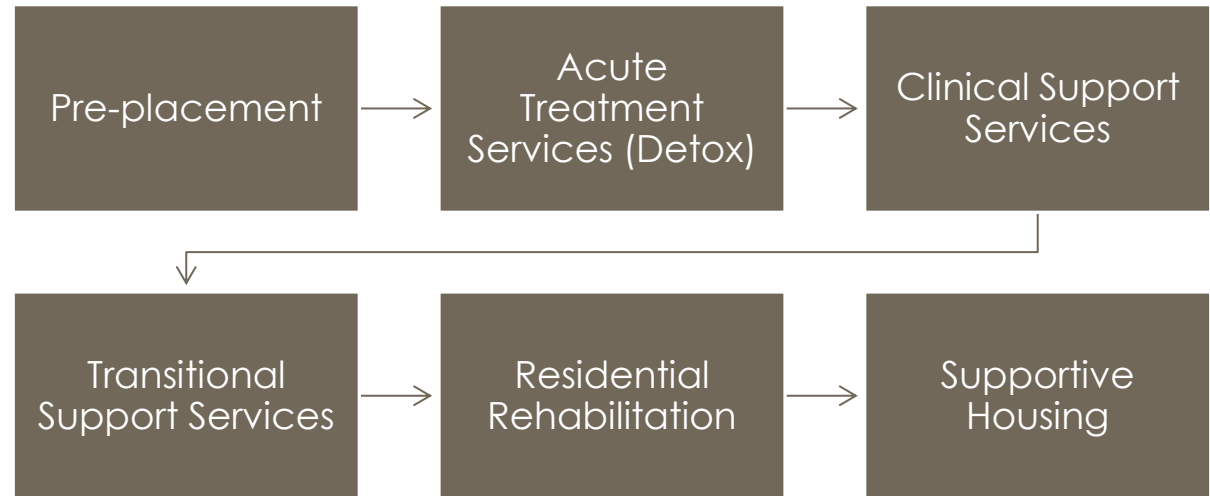 Pre-placement
Acute
Treatment
Services (Detox)
Clinical Support
Services
Transitional
Support Services
Residential
Rehabilitation
Supportive
Housing